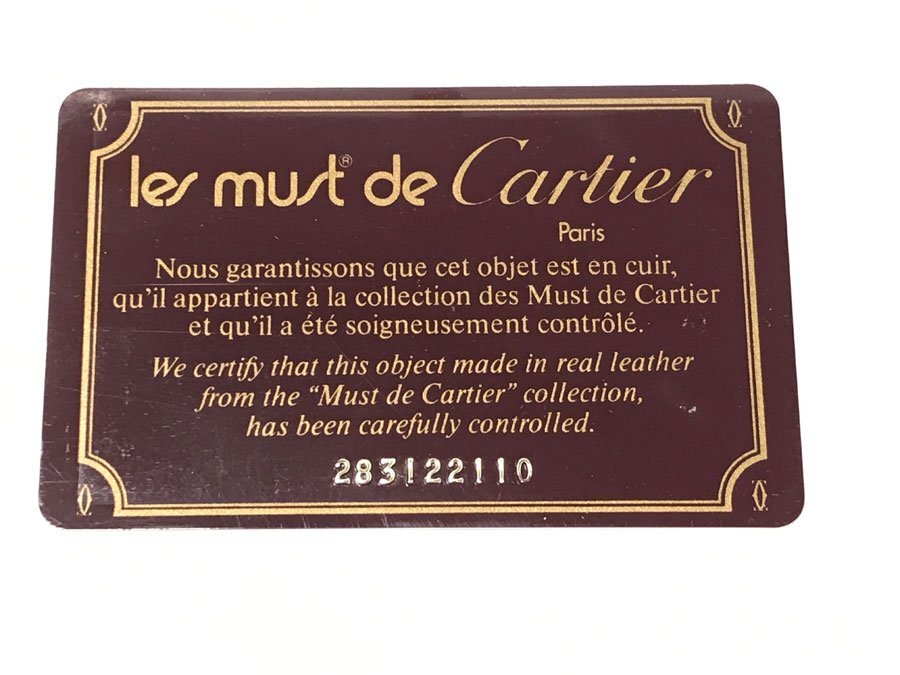 les must® de Cartier
Paris
Nous garantissons que cet objet est en cuir,
qu'il appartient à la collection des Must de Cartier
et qu'il a été soigneusement contrôlé.
We certify that this object made in real leather
from the "Must de Cartier" collection,
has been carefully controlled.
283122110